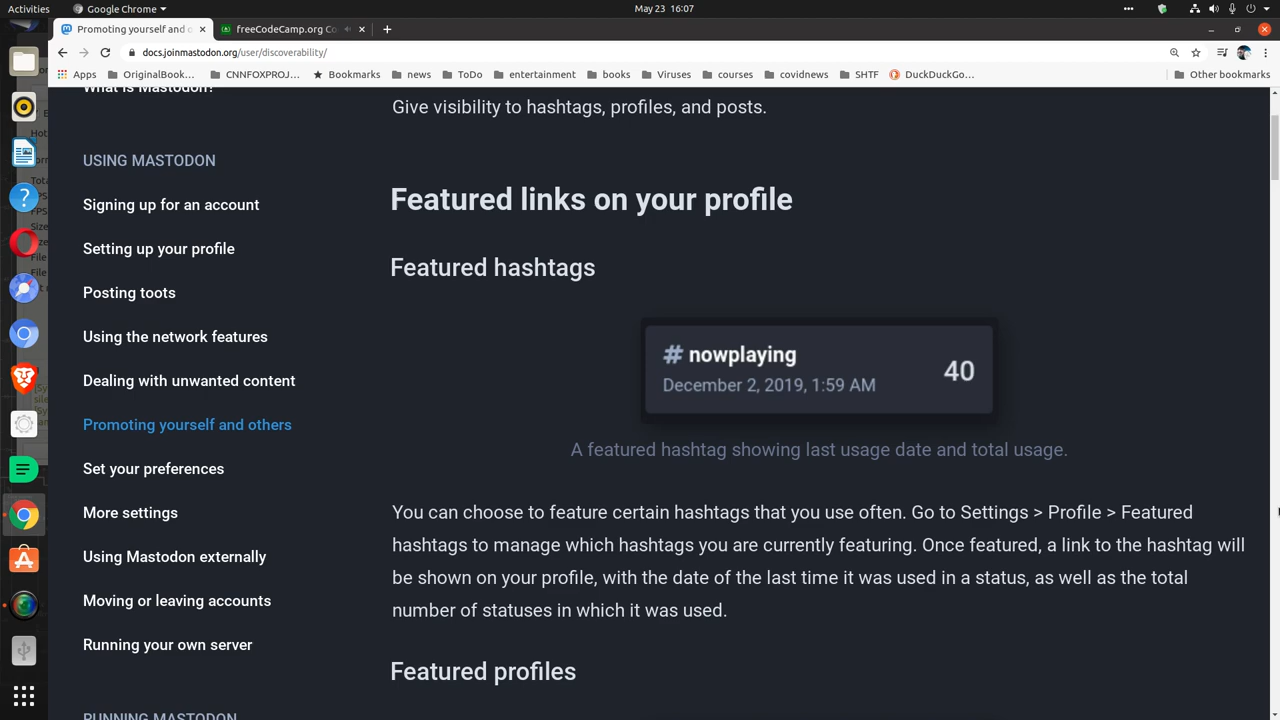 Activities
Google Chrome
May 23 16:07
Promoting yourself and o
freeCodeCamp.org Co
docs.joinmastodon.org/user/discoverability/
Apps
OriginalBook...
CNNFOXPROJ...
Bookmarks
news
ToDo
entertainment
books
Viruses
courses
covidnews
SHTF
DuckDuckGo...
Other bookmarks
What is Mastodon?
USING MASTODON
Signing up for an account
Setting up your profile
Posting toots
Using the network features
Dealing with unwanted content
Promoting yourself and others
Set your preferences
More settings
Using Mastodon externally
Moving or leaving accounts
Running your own server
RUNNING MASTODON
Give visibility to hashtags, profiles, and posts.
Featured links on your profile
Featured hashtags
# nowplaying
December 2, 2019, 1:59 AM
40
A featured hashtag showing last usage date and total usage.
You can choose to feature certain hashtags that you use often. Go to Settings > Profile > Featured
hashtags to manage which hashtags you are currently featuring. Once featured, a link to the hashtag will
be shown on your profile, with the date of the last time it was used in a status, as well as the total
number of statuses in which it was used.
Featured profiles